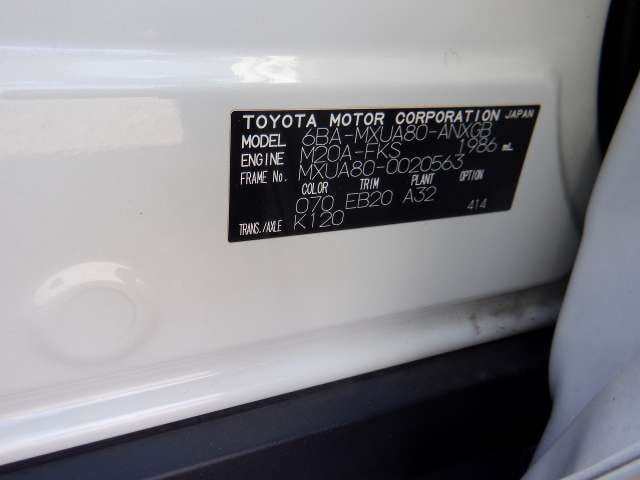 TOYOTA MOTOR CORPORATION JAPAN
MODEL 6BA-MXUA80-ANXGB
ENGINE M20A-FKS 1986 mL
FRAME NO. MXUA80-0020563
COLOR TRIM PLANT OPTION
070 EB20 A32 414
TRANS./AXLE K120